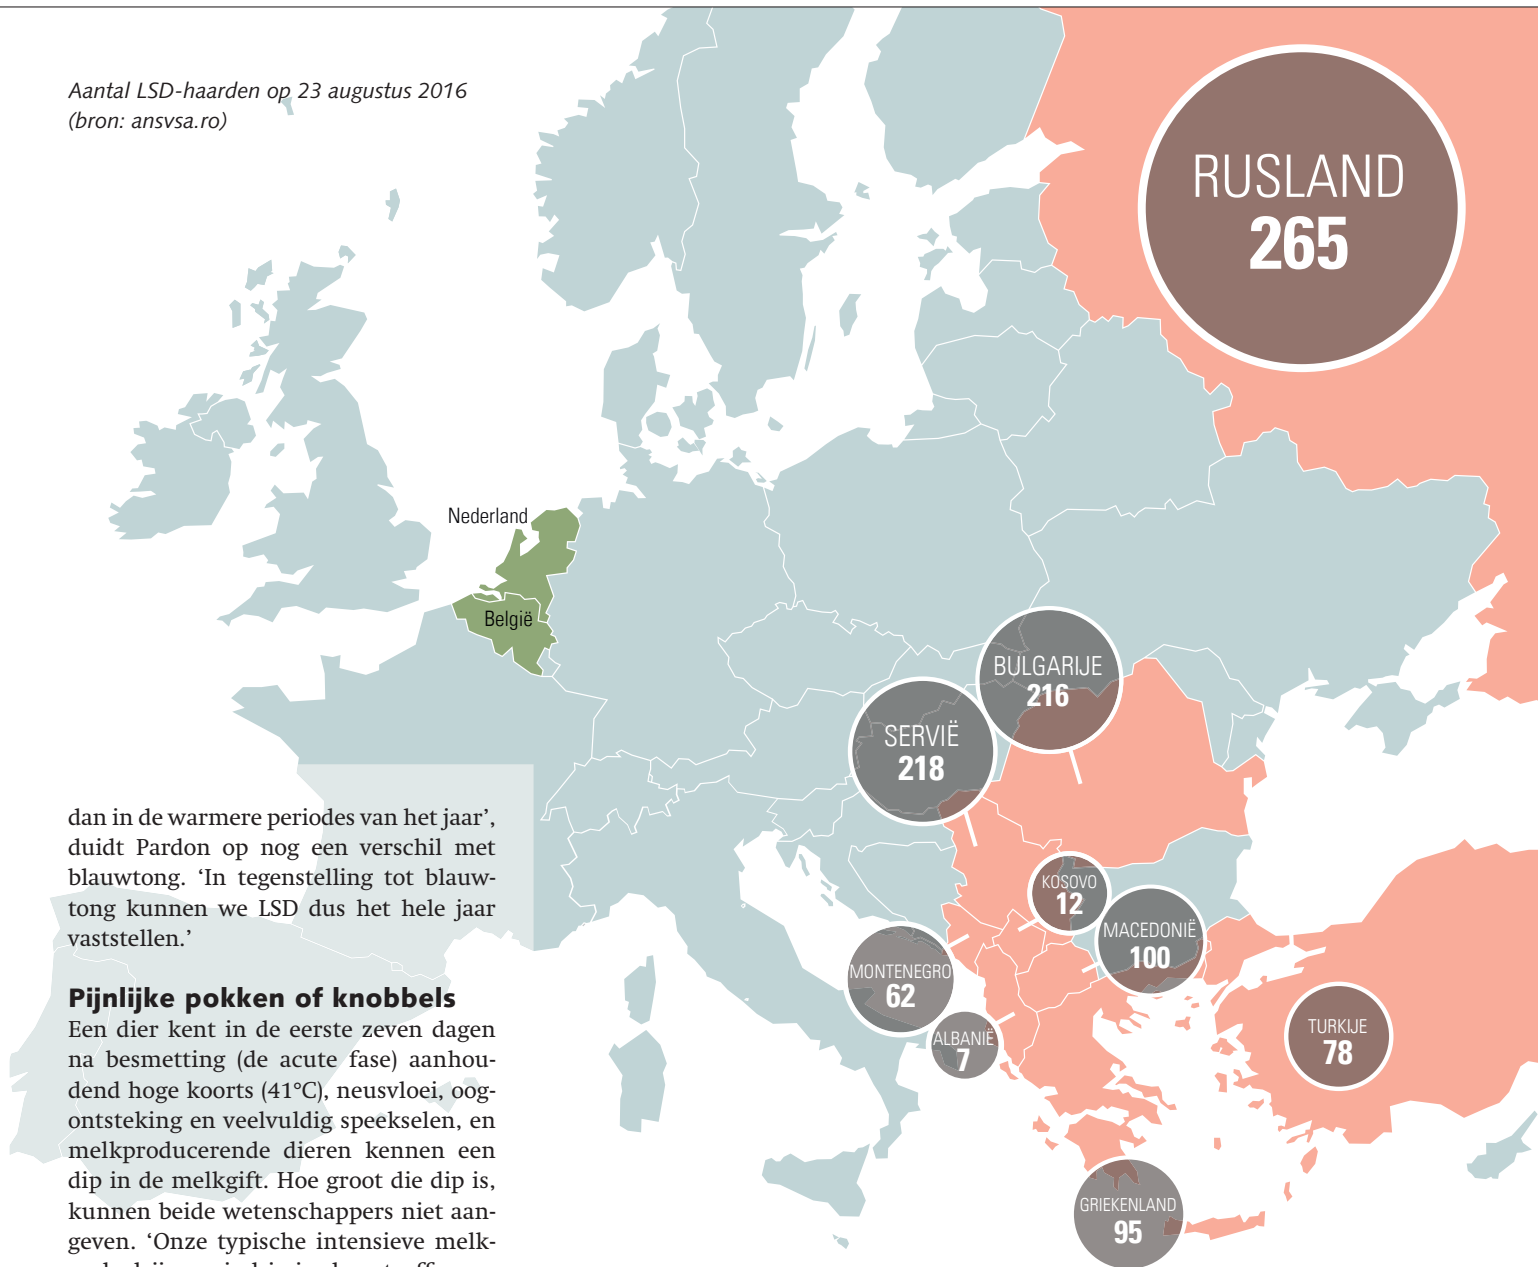 Aantal LSD-haarden op 23 augustus 2016
(bron: ansvsa.ro)
RUSLAND
265
Nederland
België
BULGARIJE
216
SERVIË
218
KOSOVO
12
MACEDONIË
100
MONTENEGRO
62
ALBANIË
7
TURKIJE
78
GRIEKENLAND
95
dan in de warmere periodes van het jaar’,
duidt Pardon op nog een verschil met
blauwtong. ‘In tegenstelling tot blauw-
tong kunnen we LSD dus het hele jaar
vaststellen.’
Pijnlijke pokken of knobbels
Een dier kent in de eerste zeven dagen
na besmetting (de acute fase) aanhou-
dend hoge koorts (41°C), neusvloei, oog-
ontsteking en veelvuldig speekselen, en
melkproducerende dieren kennen een
dip in de melkgift. Hoe groot die dip is,
kunnen beide wetenschappers niet aan-
geven. ‘Onze typische intensieve melk-